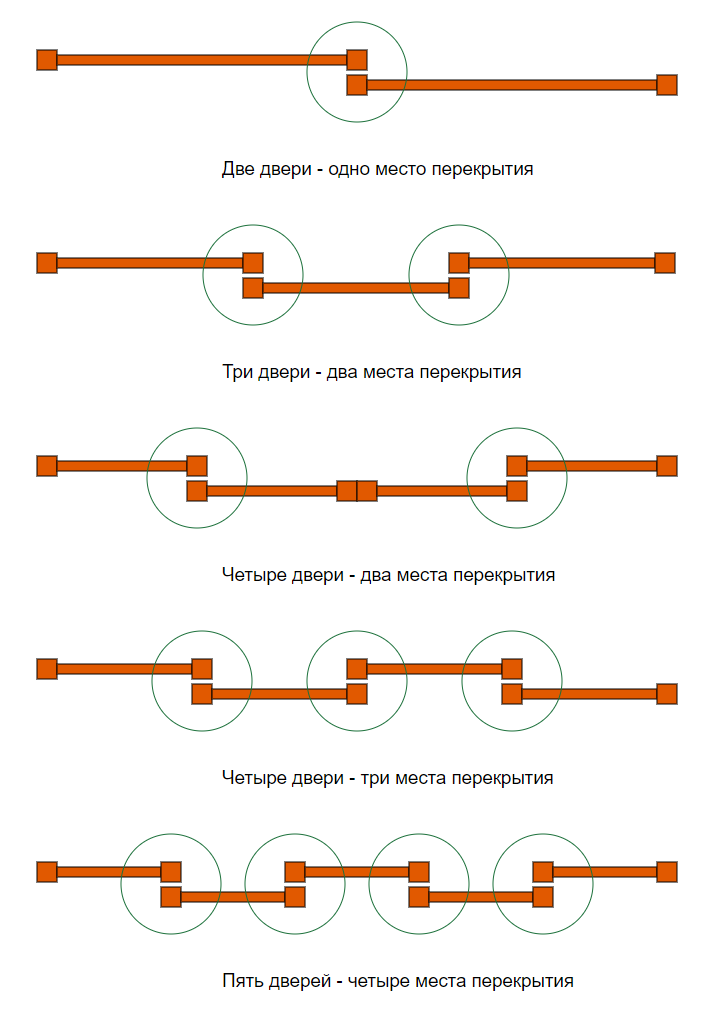 Две двери - одно место перекрытия
Три двери - два места перекрытия
Четыре двери - два места перекрытия
Четыре двери - три места перекрытия
Пять дверей - четыре места перекрытия